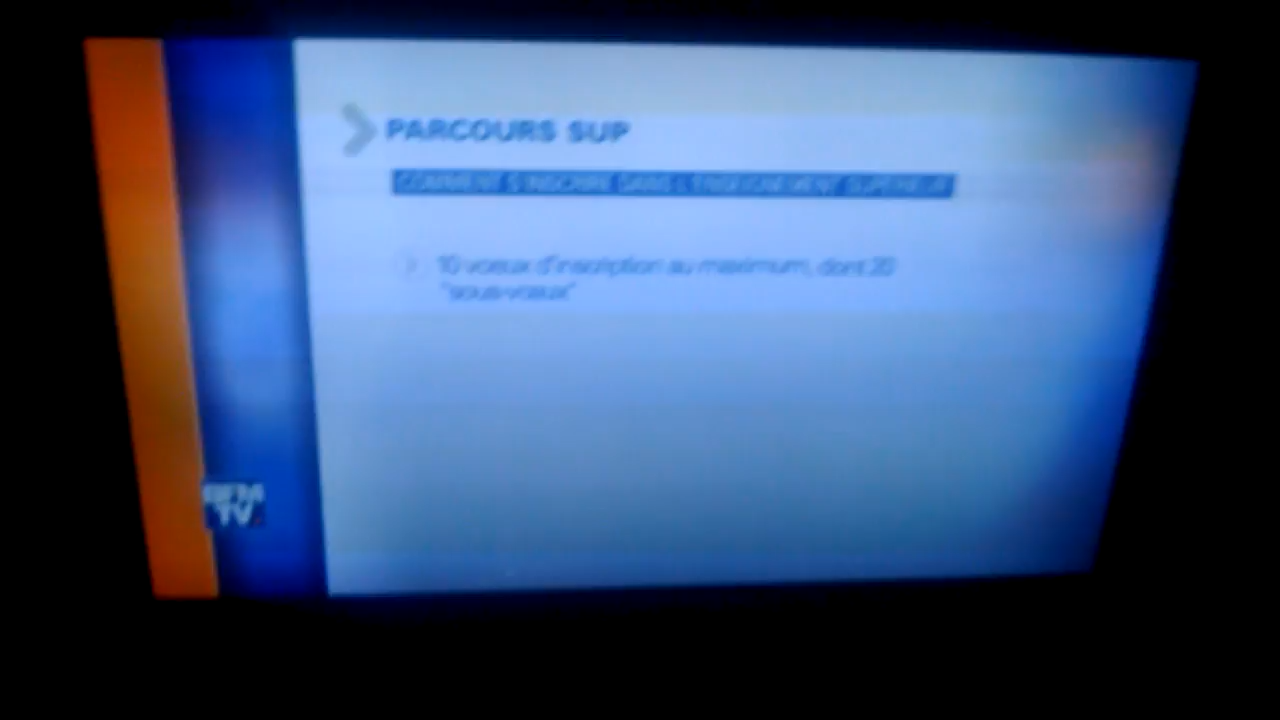 PARCOURS SUP
COMMENT S'INSCRIRE DANS L'ENSEIGNEMENT SUPÉRIEUR
10 voeux d'inscription au maximum, dont 20
"sous-voeux"
BFM
TV.